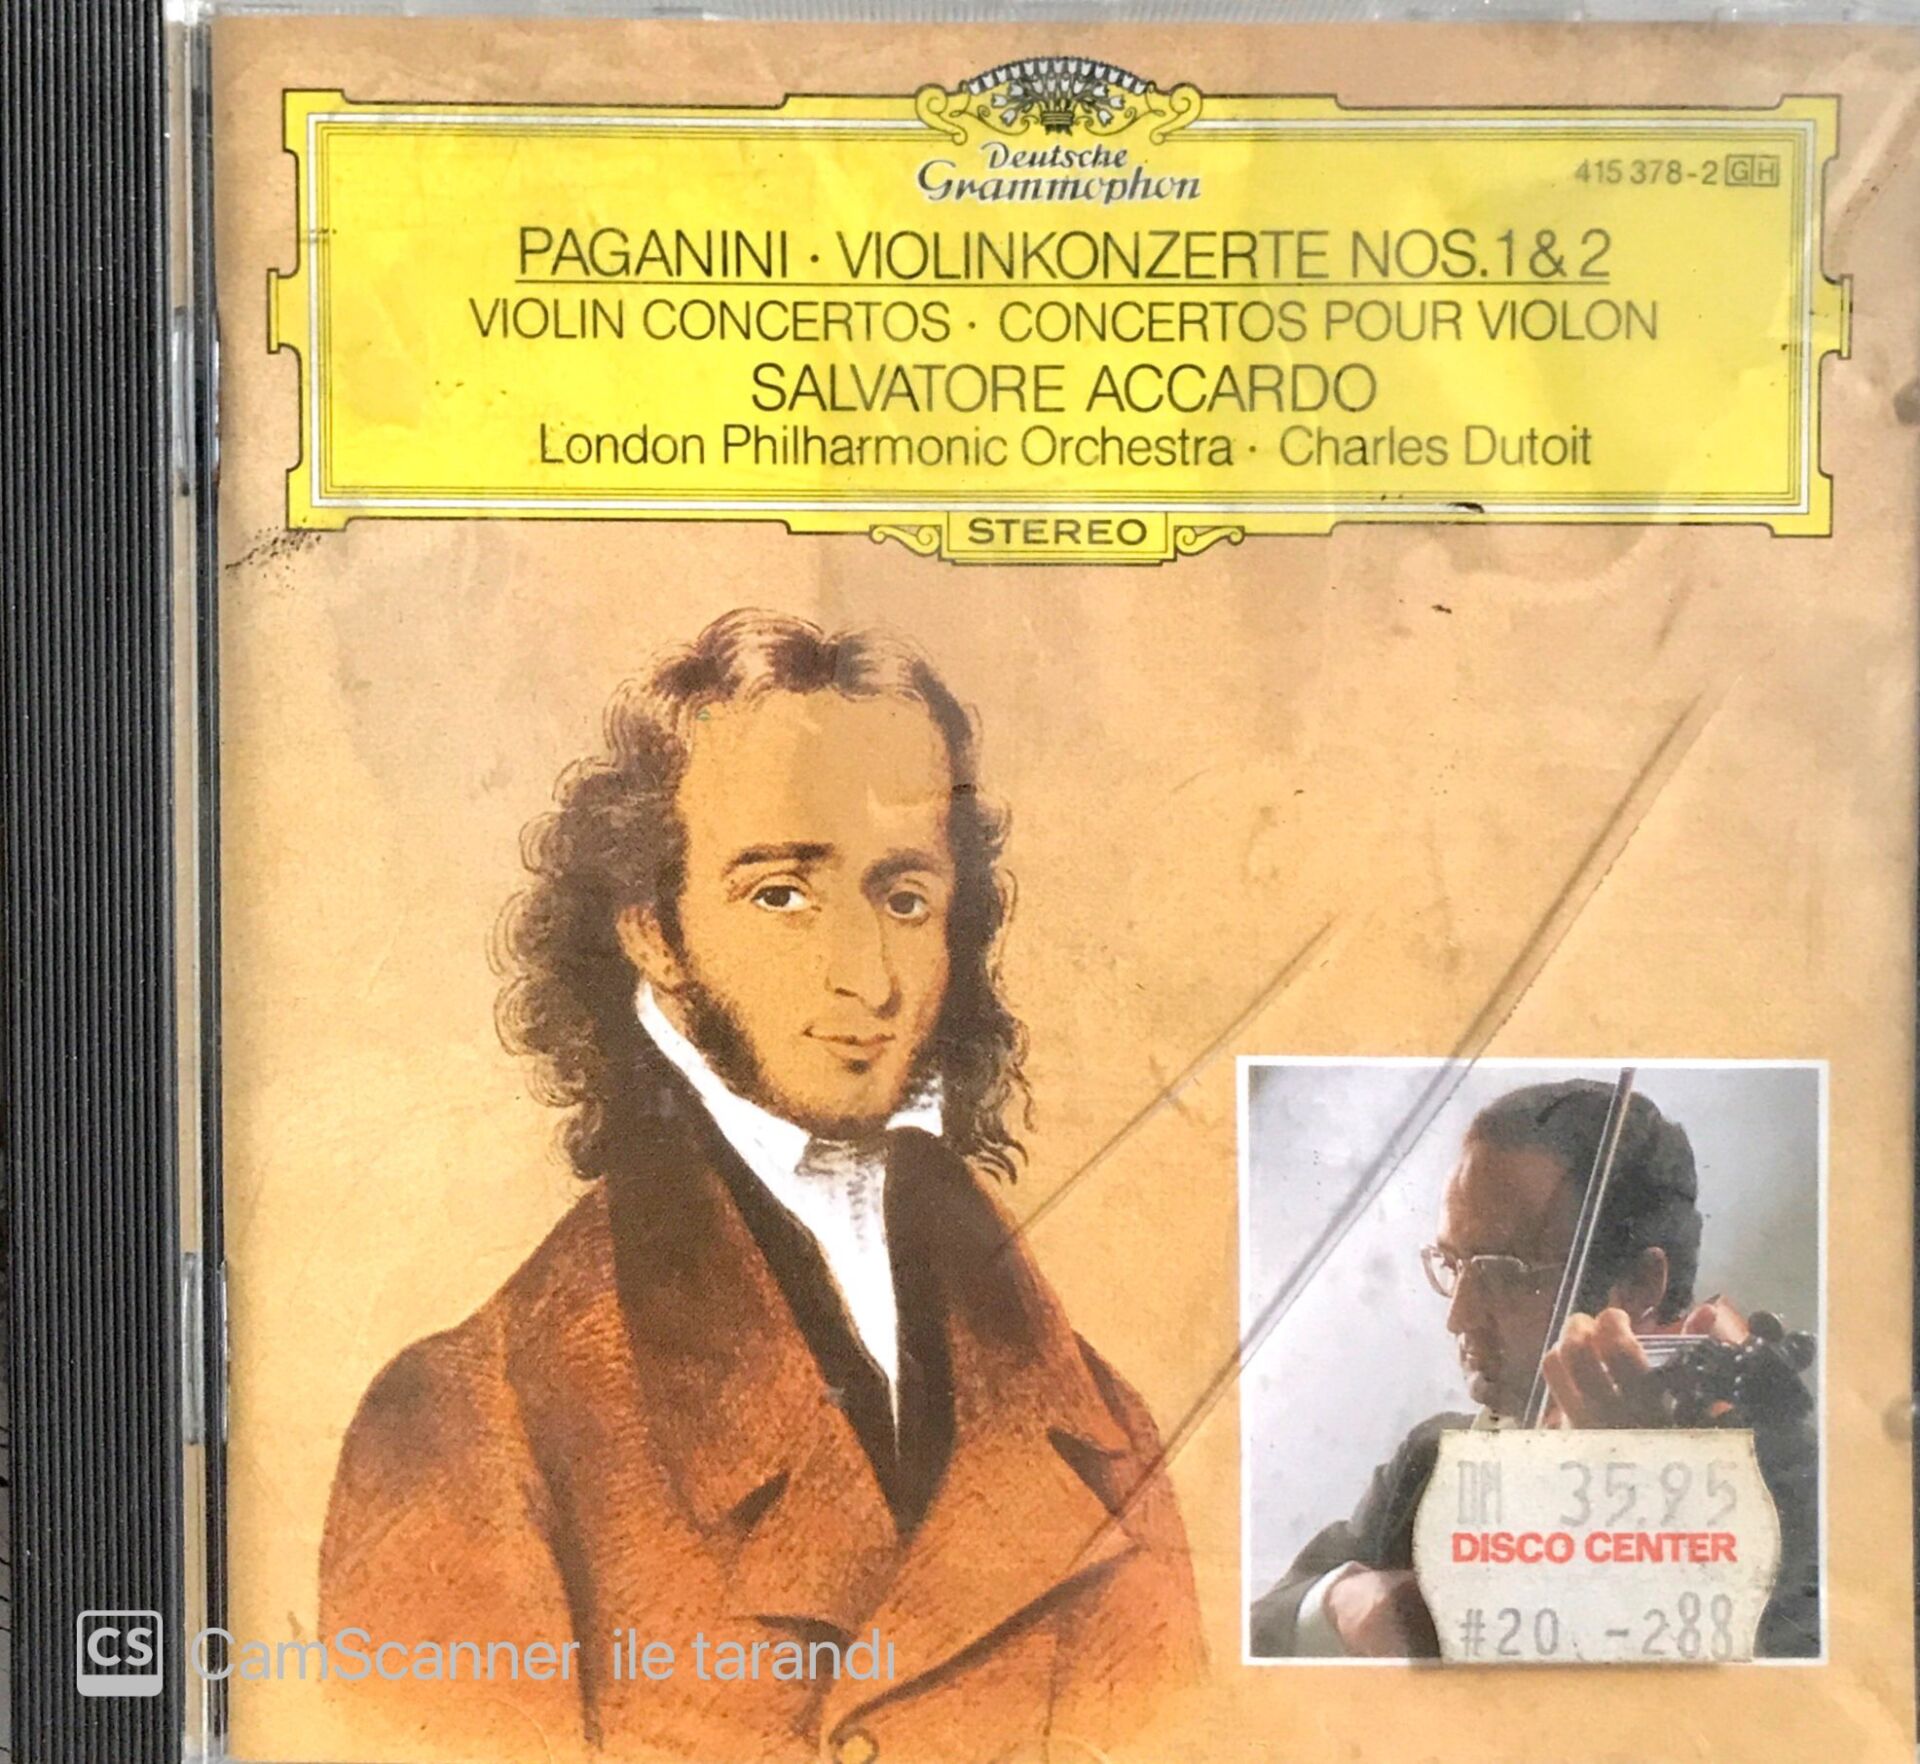 Deutsche
Grammophon
415 378-2 GH
PAGANINI · VIOLINKONZERTE NOS. 1 & 2
VIOLIN CONCERTOS · CONCERTOS POUR VIOLON
SALVATORE ACCARDO
London Philharmonic Orchestra · Charles Dutoit
STEREO
DM 35.95
DISCO CENTER
#20 -288
CS CamScanner ile tarandı